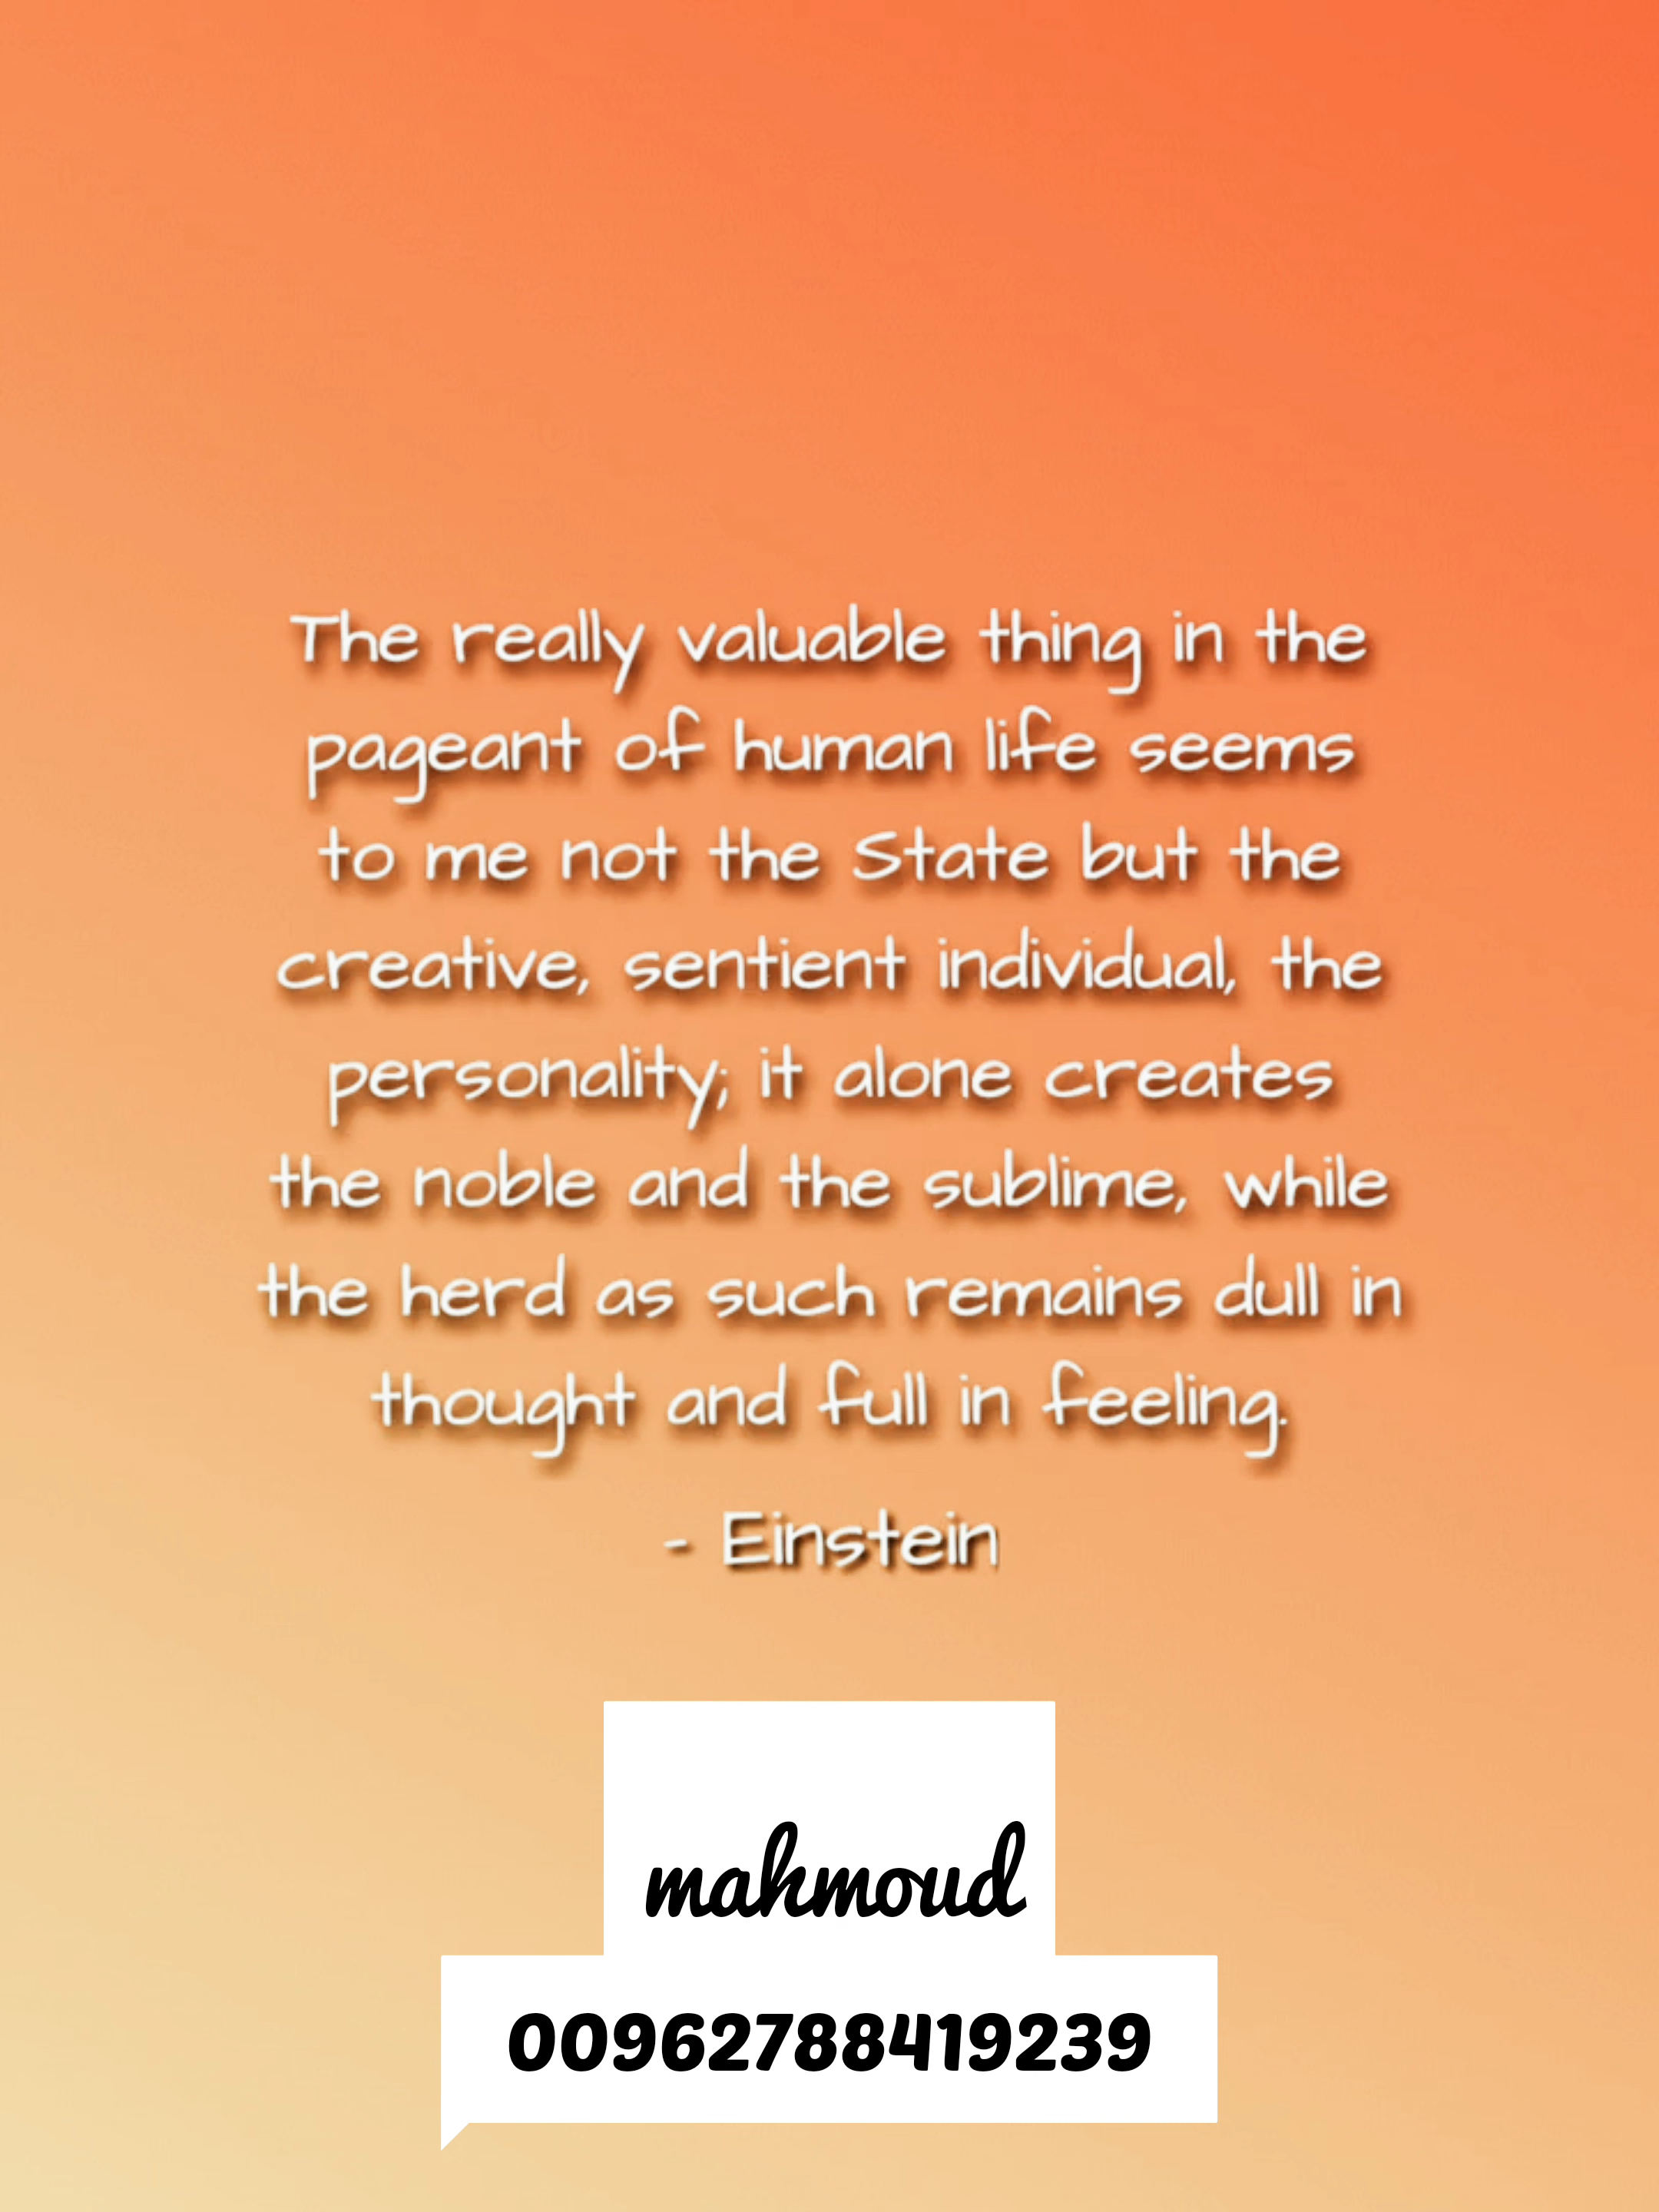 The really valuable thing in the
pageant of human life seems
to me not the State but the
creative, sentient individual, the
personality; it alone creates
the noble and the sublime, while
the herd as such remains dull in
thought and full in feeling.
- Einstein
mahmoud
00962788419239